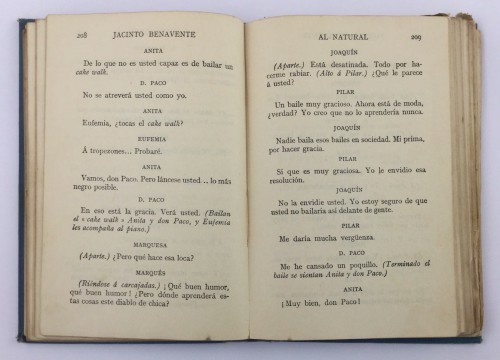 208 JACINTO BENAVENTE
ANITA
De lo que no es usted capaz es de bailar un
cake walk.
D. PACO
No se atreverá usted como yo.
ANITA
Eufemia, ¿tocas el cake walk?
EUFEMIA
Á tropezones... Probaré.
ANITA
Vamos, don Paco. Pero láncese usted... lo más
negro posible.
D. PACO
En eso está la gracia. Verá usted. (Bailan
el «cake walk» Anita y don Paco, y Eufemia
les acompaña al piano.)
MARQUESA
(Aparte.) ¿Pero qué hace esa loca?
MARQUÉS
(Riéndose á carcajadas.) ¡Qué buen humor,
qué buen humor! ¿Pero dónde aprenderá es-
tas cosas este diablo de chica?
AL NATURAL 209
JOAQUÍN
(Aparte.) Está desatinada. Todo por ha-
cerme rabiar. (Alto á Pilar.) ¿Qué le parece
á usted?
PILAR
Un baile muy gracioso. Ahora está de moda,
¿verdad? Yo creo que no lo aprendería nunca.
JOAQUÍN
Nadie baila esos bailes en sociedad. Mi prima,
por hacer gracia.
PILAR
Sí que es muy graciosa. Yo le envidio esa
resolución.
JOAQUÍN
No la envidie usted. Yo estoy seguro de que
usted no bailaría así delante de gente.
PILAR
Me daría mucha vergüenza.
D. PACO
Me he cansado un poquillo. (Terminado el
baile se sientan Anita y don Paco.)
ANITA
¡Muy bien, don Paco!